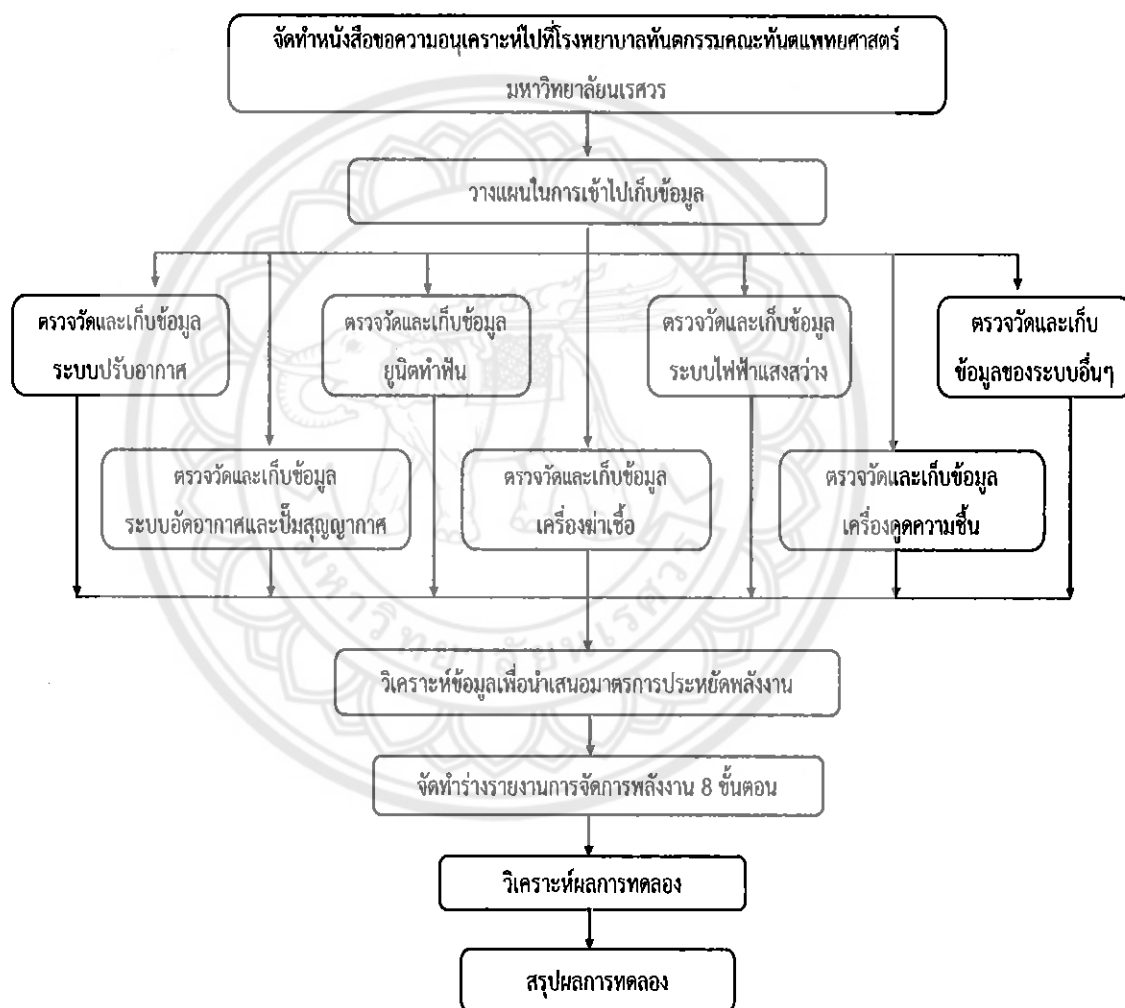 จัดทำหนังสือขอความอนุเคราะห์ไปที่โรงพยาบาลทันตกรรมคณะทันตแพทยศาสตร์
มหาวิทยาลัยนเรศวร
วางแผนในการเข้าไปเก็บข้อมูล
ตรวจวัดและเก็บข้อมูล
ระบบปรับอากาศ
ตรวจวัดและเก็บข้อมูล
ยูนิตทำฟัน
ตรวจวัดและเก็บข้อมูล
ระบบไฟฟ้าแสงสว่าง
ตรวจวัดและเก็บ
ข้อมูลของระบบอื่นๆ
ตรวจวัดและเก็บข้อมูล
ระบบอัดอากาศและปั๊มสุญญากาศ
ตรวจวัดและเก็บข้อมูล
เครื่องฆ่าเชื้อ
ตรวจวัดและเก็บข้อมูล
เครื่องดูดความชื้น
มหาวิทยาลัยนเรศวร
วิเคราะห์ข้อมูลเพื่อนำเสนอมาตรการประหยัดพลังงาน
จัดทำร่างรายงานการจัดการพลังงาน 8 ขั้นตอน
วิเคราะห์ผลการทดลอง
สรุปผลการทดลอง